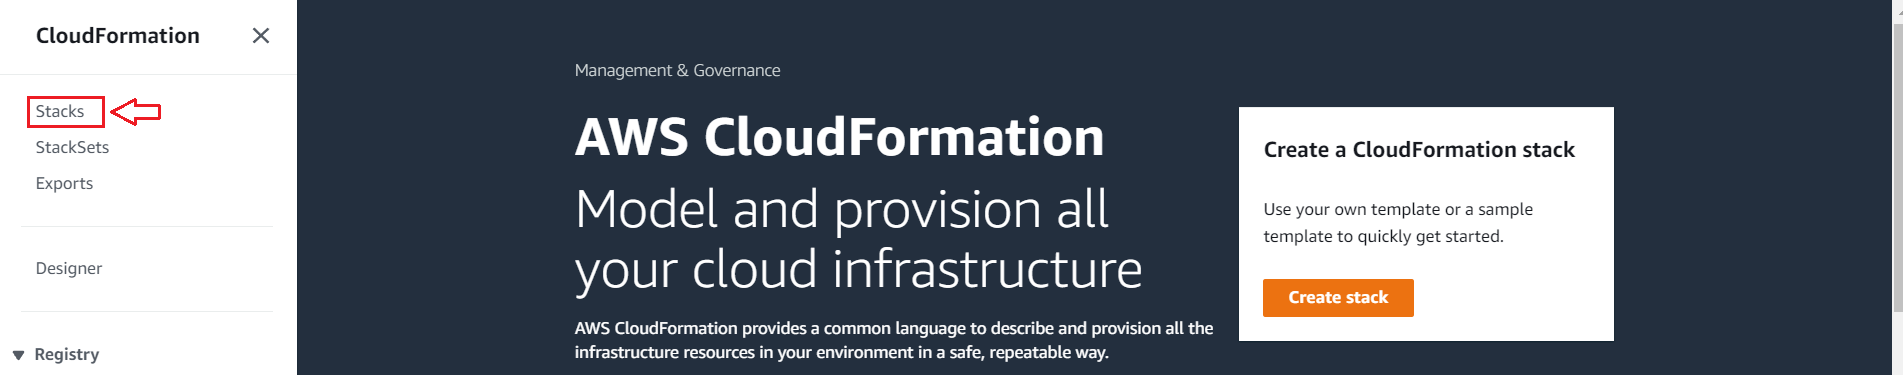 CloudFormation
Stacks
StackSets
Exports
Designer
Registry
Management & Governance
AWS CloudFormation
Model and provision all
your cloud infrastructure
AWS CloudFormation provides a common language to describe and provision all the
infrastructure resources in your environment in a safe, repeatable way.
Create a CloudFormation stack
Use your own template or a sample
template to quickly get started.
Create stack